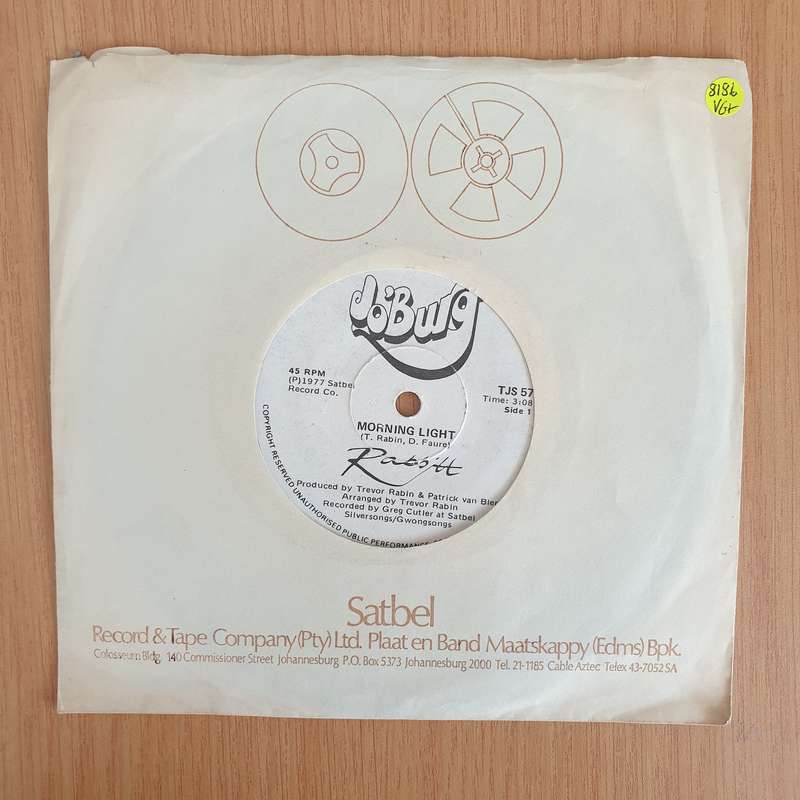 8196
VG+
Jo'Burg
45 RPM
(P)1977 Satbel
Record Co.
TJS 57
Time: 3:08
Side 1
MORNING LIGHT
(T. Rabin, D. Faure)
Rabbitt
Produced by Trevor Rabin & Patrick van Bler
Arranged by Trevor Rabin
Recorded by Greg Cutler at Satbel
Silversongs/Gwongsongs
COPYRIGHT RESERVED UNAUTHORISED PUBLIC PERFORMANCE
Satbel
Record & Tape Company (Pty) Ltd. Plaat en Band Maatskappy (Edms) Bpk.
Colosseum Bldg. 140 Commissioner Street Johannesburg P.O. Box 5373 Johannesburg 2000 Tel. 21-1185 Cable Aztec Telex 43-7052 SA